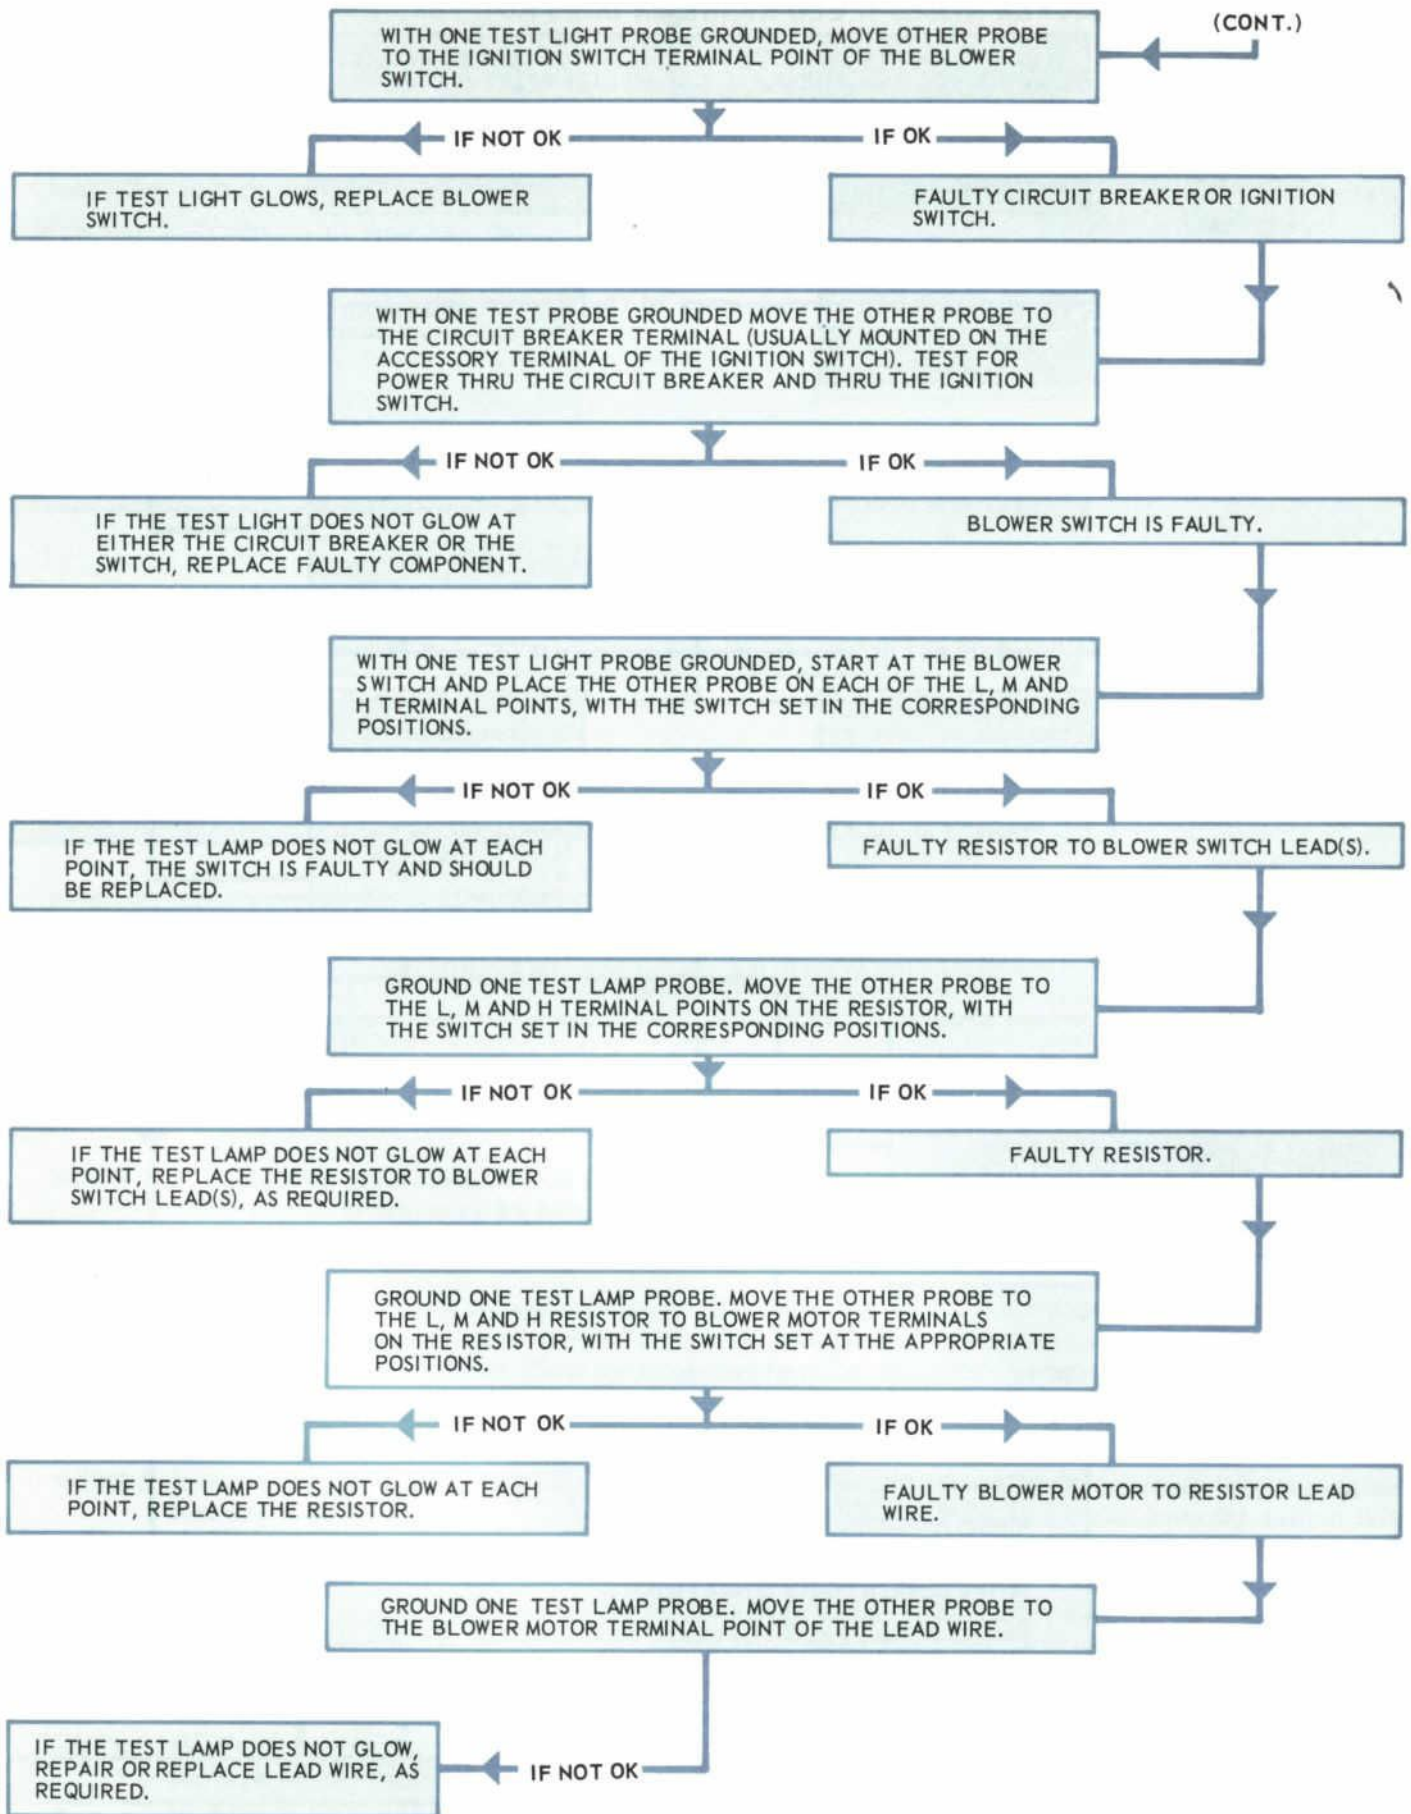 (CONT.)
WITH ONE TEST LIGHT PROBE GROUNDED, MOVE OTHER PROBE
TO THE IGNITION SWITCH TERMINAL POINT OF THE BLOWER
SWITCH.
IF NOT OK
IF OK
IF TEST LIGHT GLOWS, REPLACE BLOWER
SWITCH.
FAULTY CIRCUIT BREAKER OR IGNITION
SWITCH.
WITH ONE TEST PROBE GROUNDED MOVE THE OTHER PROBE TO
THE CIRCUIT BREAKER TERMINAL (USUALLY MOUNTED ON THE
ACCESSORY TERMINAL OF THE IGNITION SWITCH). TEST FOR
POWER THRU THE CIRCUIT BREAKER AND THRU THE IGNITION
SWITCH.
IF NOT OK
IF OK
IF THE TEST LIGHT DOES NOT GLOW AT
EITHER THE CIRCUIT BREAKER OR THE
SWITCH, REPLACE FAULTY COMPONENT.
BLOWER SWITCH IS FAULTY.
WITH ONE TEST LIGHT PROBE GROUNDED, START AT THE BLOWER
SWITCH AND PLACE THE OTHER PROBE ON EACH OF THE L, M AND
H TERMINAL POINTS, WITH THE SWITCH SET IN THE CORRESPONDING
POSITIONS.
IF NOT OK
IF OK
IF THE TEST LAMP DOES NOT GLOW AT EACH
POINT, THE SWITCH IS FAULTY AND SHOULD
BE REPLACED.
FAULTY RESISTOR TO BLOWER SWITCH LEAD(S).
GROUND ONE TEST LAMP PROBE. MOVE THE OTHER PROBE TO
THE L, M AND H TERMINAL POINTS ON THE RESISTOR, WITH
THE SWITCH SET IN THE CORRESPONDING POSITIONS.
IF NOT OK
IF OK
IF THE TEST LAMP DOES NOT GLOW AT EACH
POINT, REPLACE THE RESISTOR TO BLOWER
SWITCH LEAD(S), AS REQUIRED.
FAULTY RESISTOR.
GROUND ONE TEST LAMP PROBE. MOVE THE OTHER PROBE TO
THE L, M AND H RESISTOR TO BLOWER MOTOR TERMINALS
ON THE RESISTOR, WITH THE SWITCH SET AT THE APPROPRIATE
POSITIONS.
IF NOT OK
IF OK
IF THE TEST LAMP DOES NOT GLOW AT EACH
POINT, REPLACE THE RESISTOR.
FAULTY BLOWER MOTOR TO RESISTOR LEAD
WIRE.
GROUND ONE TEST LAMP PROBE. MOVE THE OTHER PROBE TO
THE BLOWER MOTOR TERMINAL POINT OF THE LEAD WIRE.
IF THE TEST LAMP DOES NOT GLOW,
REPAIR OR REPLACE LEAD WIRE, AS
REQUIRED.
IF NOT OK